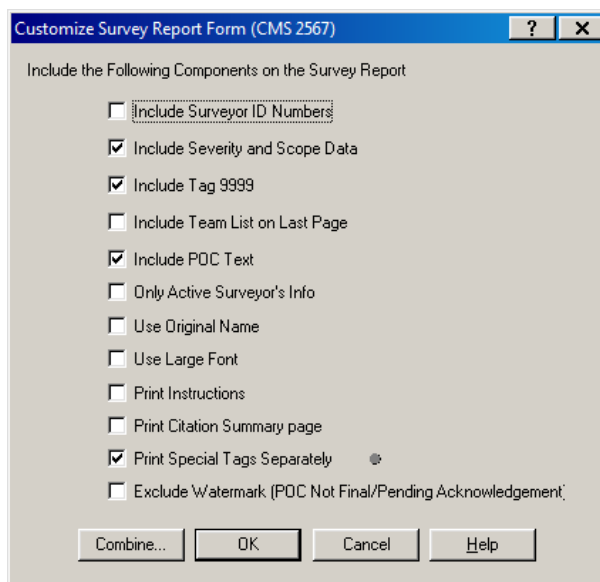 Customize Survey Report Form (CMS 2567)
Include the Following Components on the Survey Report
Include Surveyor ID Numbers
Include Severity and Scope Data
Include Tag 9999
Include Team List on Last Page
Include POC Text
Only Active Surveyor's Info
Use Original Name
Use Large Font
Print Instructions
Print Citation Summary page
Print Special Tags Separately
Exclude Watermark (POC Not Final/Pending Acknowledgement)
Combine... OK Cancel Help